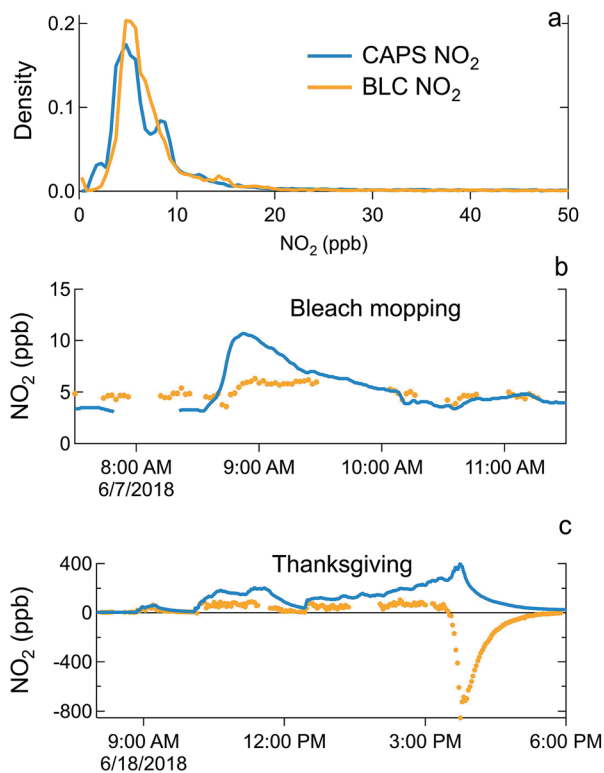 a
0.2
0.1
0.0
Density
CAPS NO2
BLC NO2
0 10 20 30 40 50
NO2 (ppb)
b
Bleach mopping
15
10
5
0
NO2 (ppb)
8:00 AM 9:00 AM 10:00 AM 11:00 AM
6/7/2018
c
Thanksgiving
400
0
-400
-800
NO2 (ppb)
9:00 AM 12:00 PM 3:00 PM 6:00 PM
6/18/2018